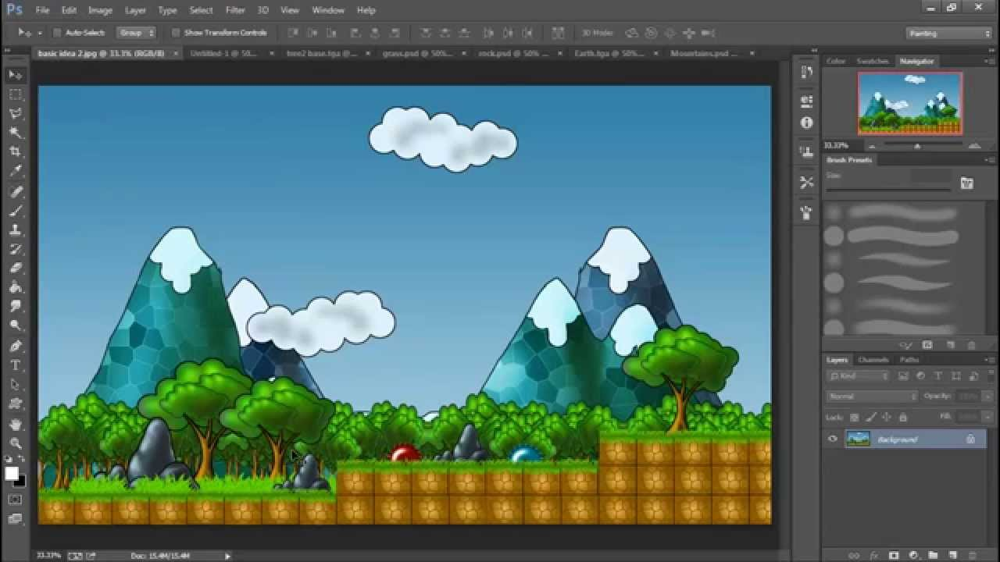 Ps File Edit Image Layer Type Select Filter 3D View Window Help
Auto-Select: Group Show Transform Controls 3D Mode: Painting
basic idea 2.jpg @ 33.3% (RGB/8) Untitled-1 @ 50... tree2 base.tga @... grass.psd @ 50%... rock.psd @ 50% ... Earth.tga @ 50%... Mountains.psd ...
Color Swatches Navigator
33.33%
Brush Presets
Size:
Layers Channels Paths
Kind
Normal Opacity:
Lock: Fill:
Background
33.33% Doc: 15.4M/15.4M